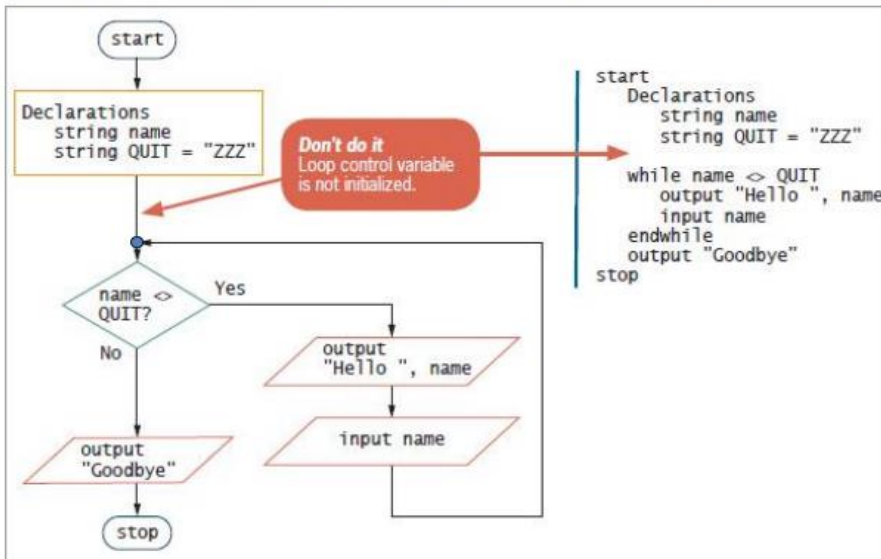 start
Declarations
string name
string QUIT = "ZZZ"
Don't do it
Loop control variable
is not initialized.
name <>
QUIT?
Yes
No
output
"Hello ", name
input name
output
"Goodbye"
stop
start
Declarations
string name
string QUIT = "ZZZ"
while name <> QUIT
output "Hello ", name
input name
endwhile
output "Goodbye"
stop